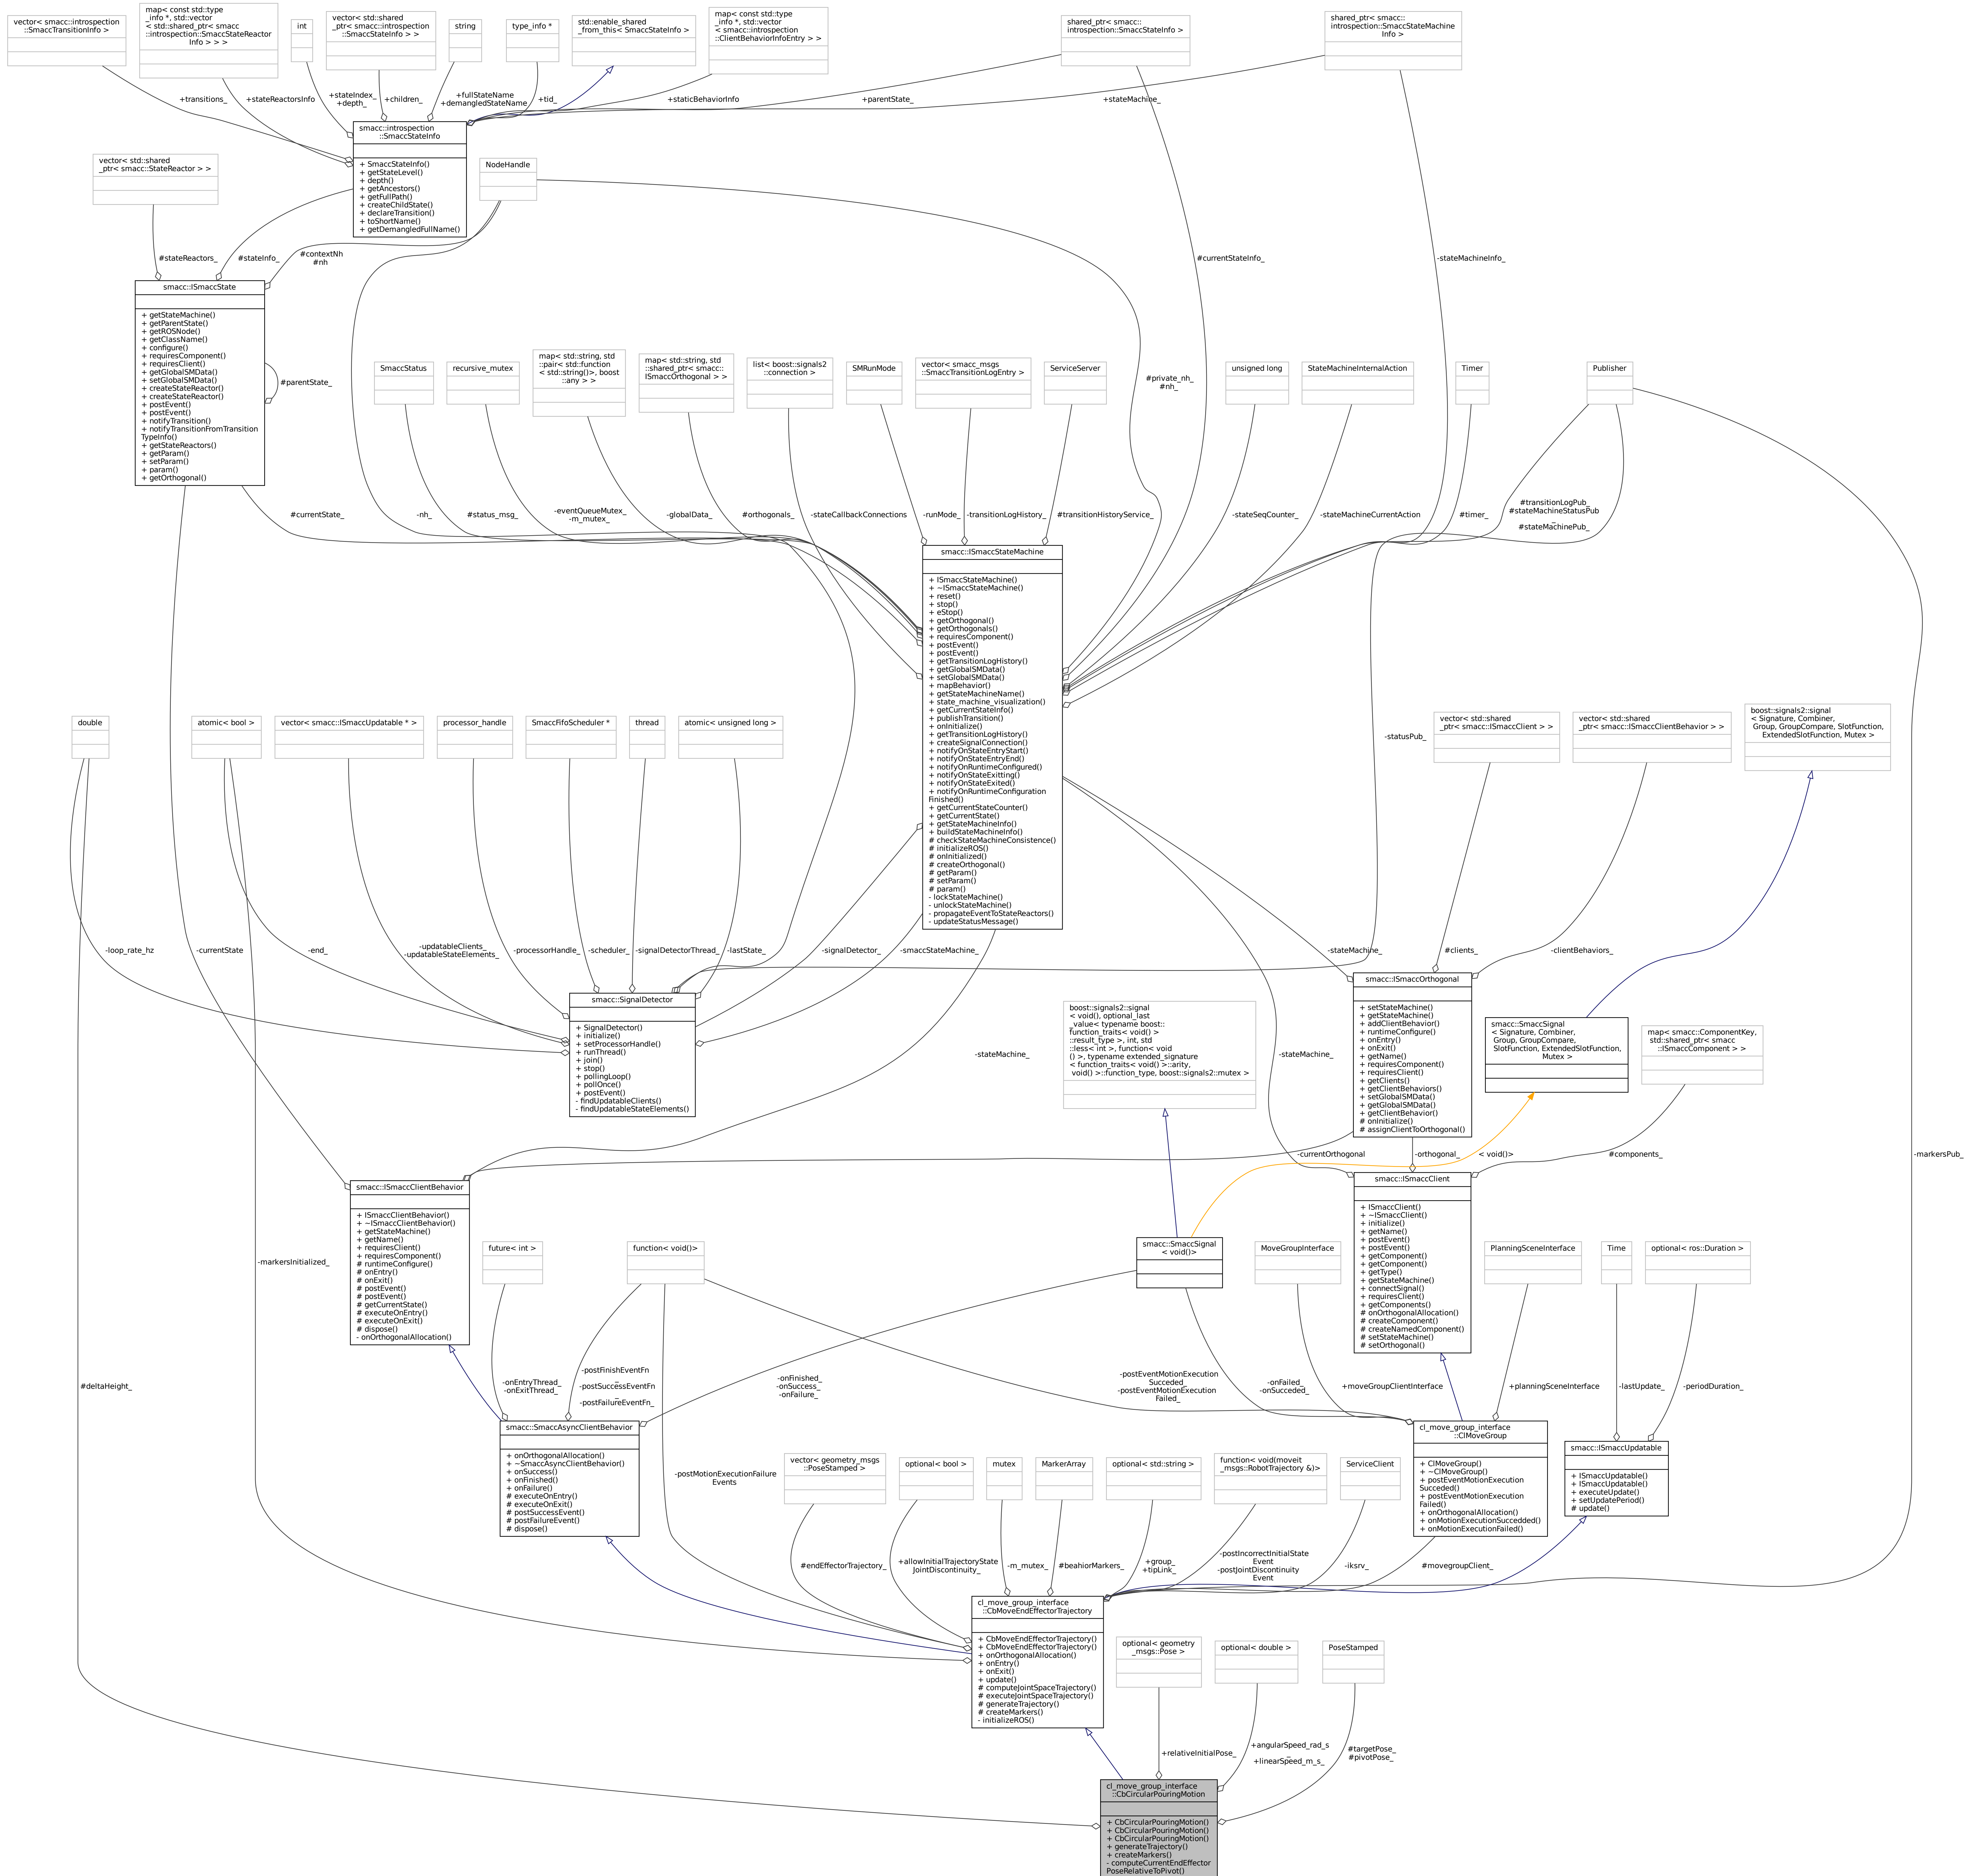 vector< smacc::introspection
::SmaccTransitionInfo >
map< const std::type
_info *, std::vector
< std::shared_ptr< smacc
::introspection::SmaccStateReactor
Info > > >
int
vector< std::shared
_ptr< smacc::introspection
::SmaccStateInfo > >
string
type_info *
std::enable_shared
_from_this< SmaccStateInfo >
map< const std::type
_info *, std::vector
< smacc::introspection
::ClientBehaviorInfoEntry > >
shared_ptr< smacc::
introspection::SmaccStateInfo >
shared_ptr< smacc::
introspection::SmaccStateMachine
Info >
+transitions_
+stateReactorsInfo
+stateIndex_
+depth_
+children_
+fullStateName
+demangledStateName
+tid_
+staticBehaviorInfo
+parentState_
+stateMachine_
smacc::introspection
::SmaccStateInfo
+ SmaccStateInfo()
+ getStateLevel()
+ depth()
+ getAncestors()
+ getFullPath()
+ createChildState()
+ declareTransition()
+ toShortName()
+ getDemangledFullName()
vector< std::shared
_ptr< smacc::StateReactor > >
NodeHandle
#stateReactors_
#stateInfo_
#contextNh
#nh
#currentStateInfo_
-stateMachineInfo_
smacc::ISmaccState
+ getStateMachine()
+ getParentState()
+ getROSNode()
+ getClassName()
+ configure()
+ requiresComponent()
+ requiresClient()
+ getGlobalSMData()
+ setGlobalSMData()
+ createStateReactor()
+ createStateReactor()
+ postEvent()
+ postEvent()
+ notifyTransition()
+ notifyTransitionFromTransition
TypeInfo()
+ getStateReactors()
+ getParam()
+ setParam()
+ param()
+ getOrthogonal()
#parentState_
SmaccStatus
recursive_mutex
map< std::string, std
::pair< std::function
< std::string()>, boost
::any > >
map< std::string, std
::shared_ptr< smacc::
ISmaccOrthogonal > >
list< boost::signals2
::connection >
SMRunMode
vector< smacc_msgs
::SmaccTransitionLogEntry >
ServiceServer
#private_nh_
#nh_
unsigned long
StateMachineInternalAction
Timer
Publisher
#currentState_
-nh_
#status_msg_
-eventQueueMutex_
-m_mutex_
-globalData_
#orthogonals_
-stateCallbackConnections
-runMode_
-transitionLogHistory_
#transitionHistoryService_
-stateSeqCounter_
-stateMachineCurrentAction
#timer_
#transitionLogPub_
#stateMachineStatusPub
_
#stateMachinePub_
smacc::ISmaccStateMachine
+ ISmaccStateMachine()
+ ~ISmaccStateMachine()
+ reset()
+ stop()
+ eStop()
+ getOrthogonal()
+ getOrthogonals()
+ requiresComponent()
+ postEvent()
+ postEvent()
+ getTransitionLogHistory()
+ getGlobalSMData()
+ setGlobalSMData()
+ mapBehavior()
+ getStateMachineName()
+ state_machine_visualization()
+ getCurrentStateInfo()
+ publishTransition()
+ onInitialize()
+ getTransitionLogHistory()
+ createSignalConnection()
+ notifyOnStateEntryStart()
+ notifyOnStateEntryEnd()
+ notifyOnRuntimeConfigured()
+ notifyOnStateExitting()
+ notifyOnStateExited()
+ notifyOnRuntimeConfiguration
Finished()
+ getCurrentStateCounter()
+ getCurrentState()
+ getStateMachineInfo()
+ buildStateMachineInfo()
# checkStateMachineConsistence()
# initializeROS()
# onInitialized()
# createOrthogonal()
# getParam()
# setParam()
# param()
- lockStateMachine()
- unlockStateMachine()
- propagateEventToStateReactors()
- updateStatusMessage()
double
atomic< bool >
vector< smacc::ISmaccUpdatable * >
processor_handle
SmaccFifoScheduler *
thread
atomic< unsigned long >
-statusPub_
vector< std::shared
_ptr< smacc::ISmaccClient > >
vector< std::shared
_ptr< smacc::ISmaccClientBehavior > >
boost::signals2::signal
< Signature, Combiner,
Group, GroupCompare, SlotFunction,
ExtendedSlotFunction, Mutex >
-loop_rate_hz
-currentState
-end_
-updatableClients_
-updatableStateElements_
-processorHandle_
-scheduler_
-signalDetectorThread_
-lastState_
-signalDetector_
-smaccStateMachine_
-stateMachine_
#clients_
-clientBehaviors_
smacc::SignalDetector
+ SignalDetector()
+ initialize()
+ setProcessorHandle()
+ runThread()
+ join()
+ stop()
+ pollingLoop()
+ pollOnce()
+ postEvent()
- findUpdatableClients()
- findUpdatableStateElements()
smacc::ISmaccOrthogonal
+ setStateMachine()
+ getStateMachine()
+ addClientBehavior()
+ runtimeConfigure()
+ onEntry()
+ onExit()
+ getName()
+ requiresComponent()
+ requiresClient()
+ getClients()
+ getClientBehaviors()
+ setGlobalSMData()
+ getGlobalSMData()
+ getClientBehavior()
# onInitialize()
# assignClientToOrthogonal()
boost::signals2::signal
< void(), optional_last
_value< typename boost::
function_traits< void() >
::result_type >, int, std
::less< int >, function< void
() >, typename extended_signature
< function_traits< void() >::arity,
void() >::function_type, boost::signals2::mutex >
smacc::SmaccSignal
< Signature, Combiner,
Group, GroupCompare,
SlotFunction, ExtendedSlotFunction,
Mutex >
map< smacc::ComponentKey,
std::shared_ptr< smacc
::ISmaccComponent > >
-stateMachine_
-stateMachine_
-currentOrthogonal
-orthogonal_
< void()>
#components_
-markersPub_
smacc::ISmaccClientBehavior
+ ISmaccClientBehavior()
+ ~ISmaccClientBehavior()
+ getStateMachine()
+ getName()
+ requiresClient()
+ requiresComponent()
# runtimeConfigure()
# onEntry()
# onExit()
# postEvent()
# postEvent()
# getCurrentState()
# executeOnEntry()
# executeOnExit()
# dispose()
- onOrthogonalAllocation()
smacc::ISmaccClient
+ ISmaccClient()
+ ~ISmaccClient()
+ initialize()
+ getName()
+ postEvent()
+ postEvent()
+ getComponent()
+ getComponent()
+ getType()
+ getStateMachine()
+ connectSignal()
+ requiresClient()
+ getComponents()
# onOrthogonalAllocation()
# createComponent()
# createNamedComponent()
# setStateMachine()
# setOrthogonal()
-markersInitialized_
future< int >
function< void()>
smacc::SmaccSignal
< void()>
MoveGroupInterface
PlanningSceneInterface
Time
optional< ros::Duration >
#deltaHeight_
-onEntryThread_
-onExitThread_
-postFinishEventFn
_
-postSuccessEventFn
_
-postFailureEventFn_
-onFinished_
-onSuccess_
-onFailure_
-postEventMotionExecution
Succeded_
-postEventMotionExecution
Failed_
-onFailed_
-onSucceded_
+moveGroupClientInterface
+planningSceneInterface
-lastUpdate_
-periodDuration_
smacc::SmaccAsyncClientBehavior
+ onOrthogonalAllocation()
+ ~SmaccAsyncClientBehavior()
+ onSuccess()
+ onFinished()
+ onFailure()
# executeOnEntry()
# executeOnExit()
# postSuccessEvent()
# postFailureEvent()
# dispose()
cl_move_group_interface
::ClMoveGroup
+ ClMoveGroup()
+ ~ClMoveGroup()
+ postEventMotionExecution
Succeded()
+ postEventMotionExecution
Failed()
+ onOrthogonalAllocation()
+ onMotionExecutionSuccedded()
+ onMotionExecutionFailed()
smacc::ISmaccUpdatable
+ ISmaccUpdatable()
+ ISmaccUpdatable()
+ executeUpdate()
+ setUpdatePeriod()
# update()
-postMotionExecutionFailure
Events
vector< geometry_msgs
::PoseStamped >
optional< bool >
mutex
MarkerArray
optional< std::string >
function< void(moveit
_msgs::RobotTrajectory &)>
ServiceClient
#endEffectorTrajectory_
+allowInitialTrajectoryState
JointDiscontinuity_
-m_mutex_
#beahiorMarkers_
+group_
+tipLink_
-postIncorrectInitialState
Event
-postJointDiscontinuity
Event
-iksrv_
#movegroupClient_
cl_move_group_interface
::CbMoveEndEffectorTrajectory
+ CbMoveEndEffectorTrajectory()
+ CbMoveEndEffectorTrajectory()
+ onOrthogonalAllocation()
+ onEntry()
+ onExit()
+ update()
# computeJointSpaceTrajectory()
# executeJointSpaceTrajectory()
# generateTrajectory()
# createMarkers()
- initializeROS()
optional< geometry
_msgs::Pose >
optional< double >
PoseStamped
+relativeInitialPose_
+angularSpeed_rad_s
_
+linearSpeed_m_s_
#targetPose_
#pivotPose_
cl_move_group_interface
::CbCircularPouringMotion
+ CbCircularPouringMotion()
+ CbCircularPouringMotion()
+ CbCircularPouringMotion()
+ generateTrajectory()
+ createMarkers()
- computeCurrentEndEffector
PoseRelativeToPivot()